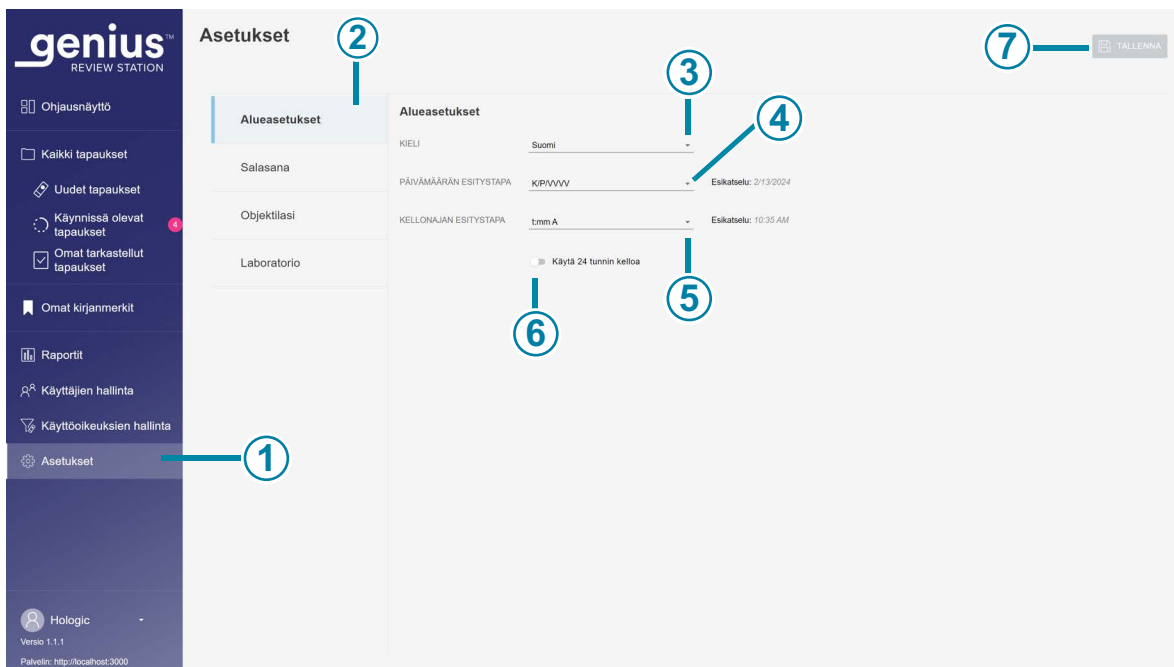 genius™
REVIEW STATION
Ohjausnäyttö
Kaikki tapaukset
Uudet tapaukset
Käynnissä olevat
tapaukset
4
Omat tarkastellut
tapaukset
Omat kirjanmerkit
Raportit
Käyttäjien hallinta
Käyttöoikeuksien hallinta
Asetukset
Hologic
Versio 1.1.1
Palvelin: http://localhost:3000
Asetukset
TALLENNA
Alueasetukset
Salasana
Objektilasi
Laboratorio
Alueasetukset
KIELI Suomi
PÄIVÄMÄÄRÄN ESITYSTAPA K/P/VVVV Esikatselu: 2/13/2024
KELLONAJAN ESITYSTAPA t:mm A Esikatselu: 10:35 AM
Käytä 24 tunnin kelloa
1
2
3
4
5
6
7